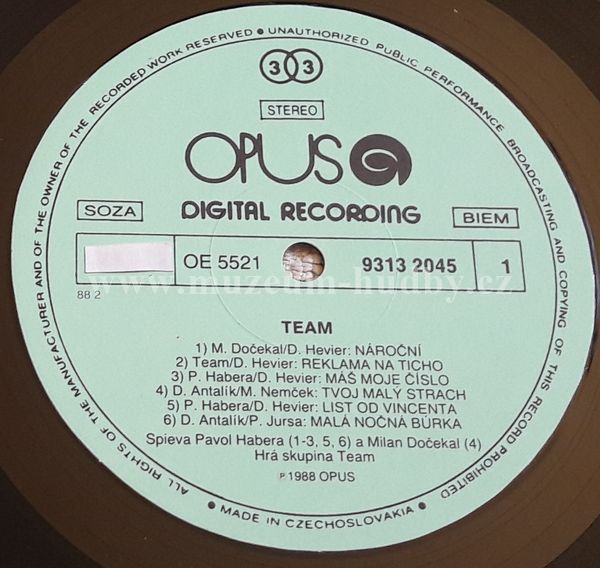 ALL RIGHTS OF THE MANUFACTURER AND OF THE OWNER OF THE RECORDED WORK RESERVED ● UNAUTHORIZED PUBLIC PERFORMANCE BROADCASTING AND COPYING OF THIS RECORD PROHIBITED
33
STEREO
OPUS
SOZA
DIGITAL RECORDING
BIEM
OE 5521
9313 2045
1
88 2
www.muzeum-hudby.cz
TEAM
1) M. Dočekal/D. Hevier: NÁROČNÍ
2) Team/D. Hevier: REKLAMA NA TICHO
3) P. Habera/D. Hevier: MÁŠ MOJE ČÍSLO
4) D. Antalík/M. Nemček: TVOJ MALÝ STRACH
5) P. Habera/D. Hevier: LIST OD VINCENTA
6) D. Antalík/P. Jursa: MALÁ NOČNÁ BÚRKA
Spieva Pavol Habera (1-3, 5, 6) a Milan Dočekal (4)
Hrá skupina Team
℗ 1988 OPUS
● MADE IN CZECHOSLOVAKIA ●